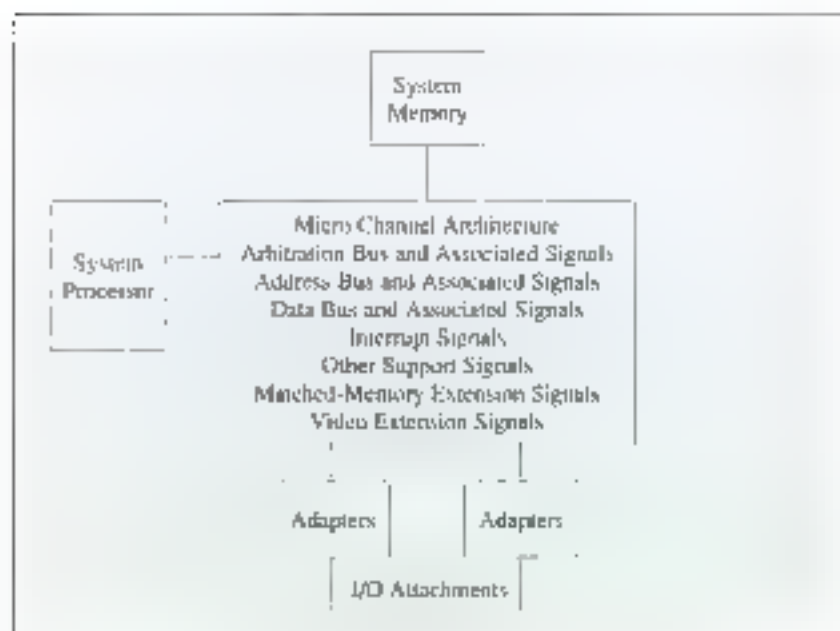 System
Memory
System
Processor
Micro Channel Architecture
Arbitration Bus and Associated Signals
Address Bus and Associated Signals
Data Bus and Associated Signals
Interrupt Signals
Other Support Signals
Matched-Memory Extension Signals
Video Extension Signals
Adapters
Adapters
I/O Attachments